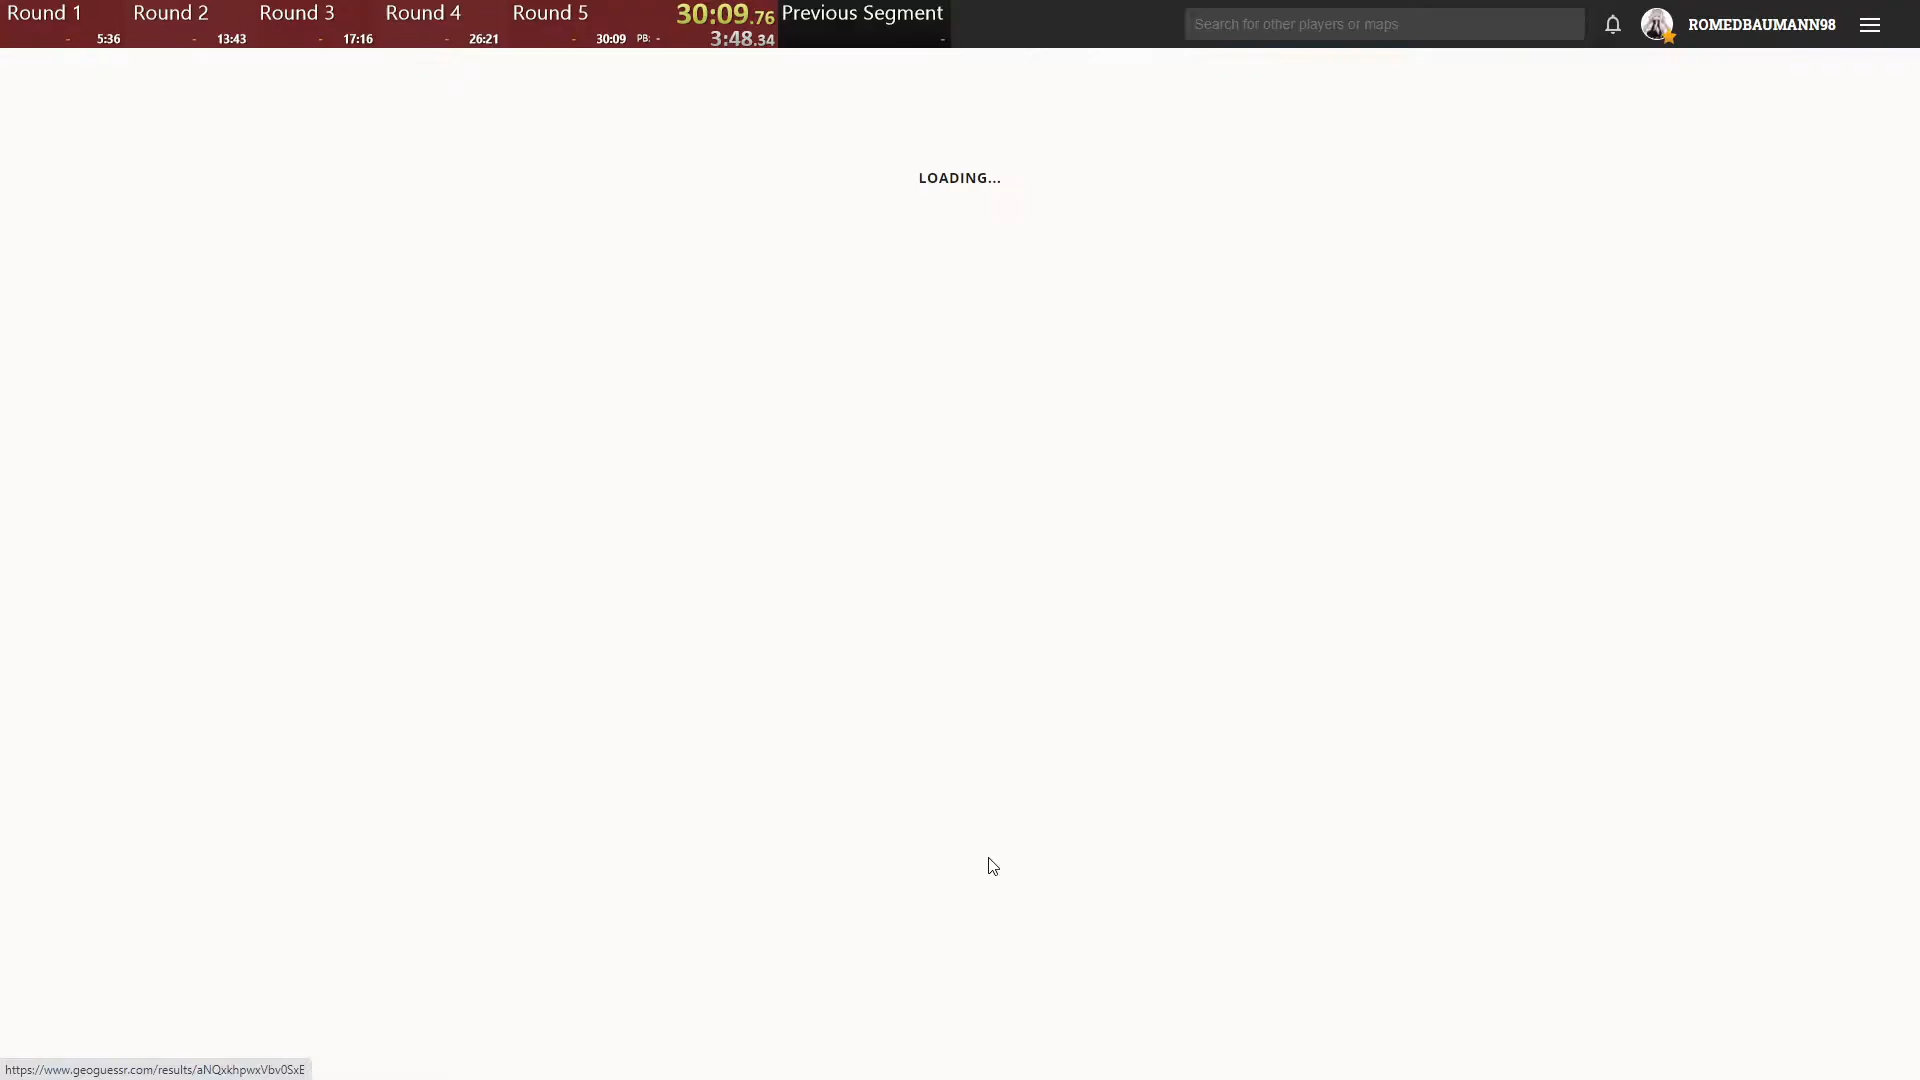 Round 1 Round 2 Round 3 Round 4 Round 5 30:09.76 Previous Segment
- 5:36 - 13:43 - 17:16 - 26:21 - 30:09 PB: - 3:48.34 -
Search for other players or maps
ROMEDBAUMANN98
LOADING...
https://www.geoguessr.com/results/aNQxkhpwxVbv0SxE